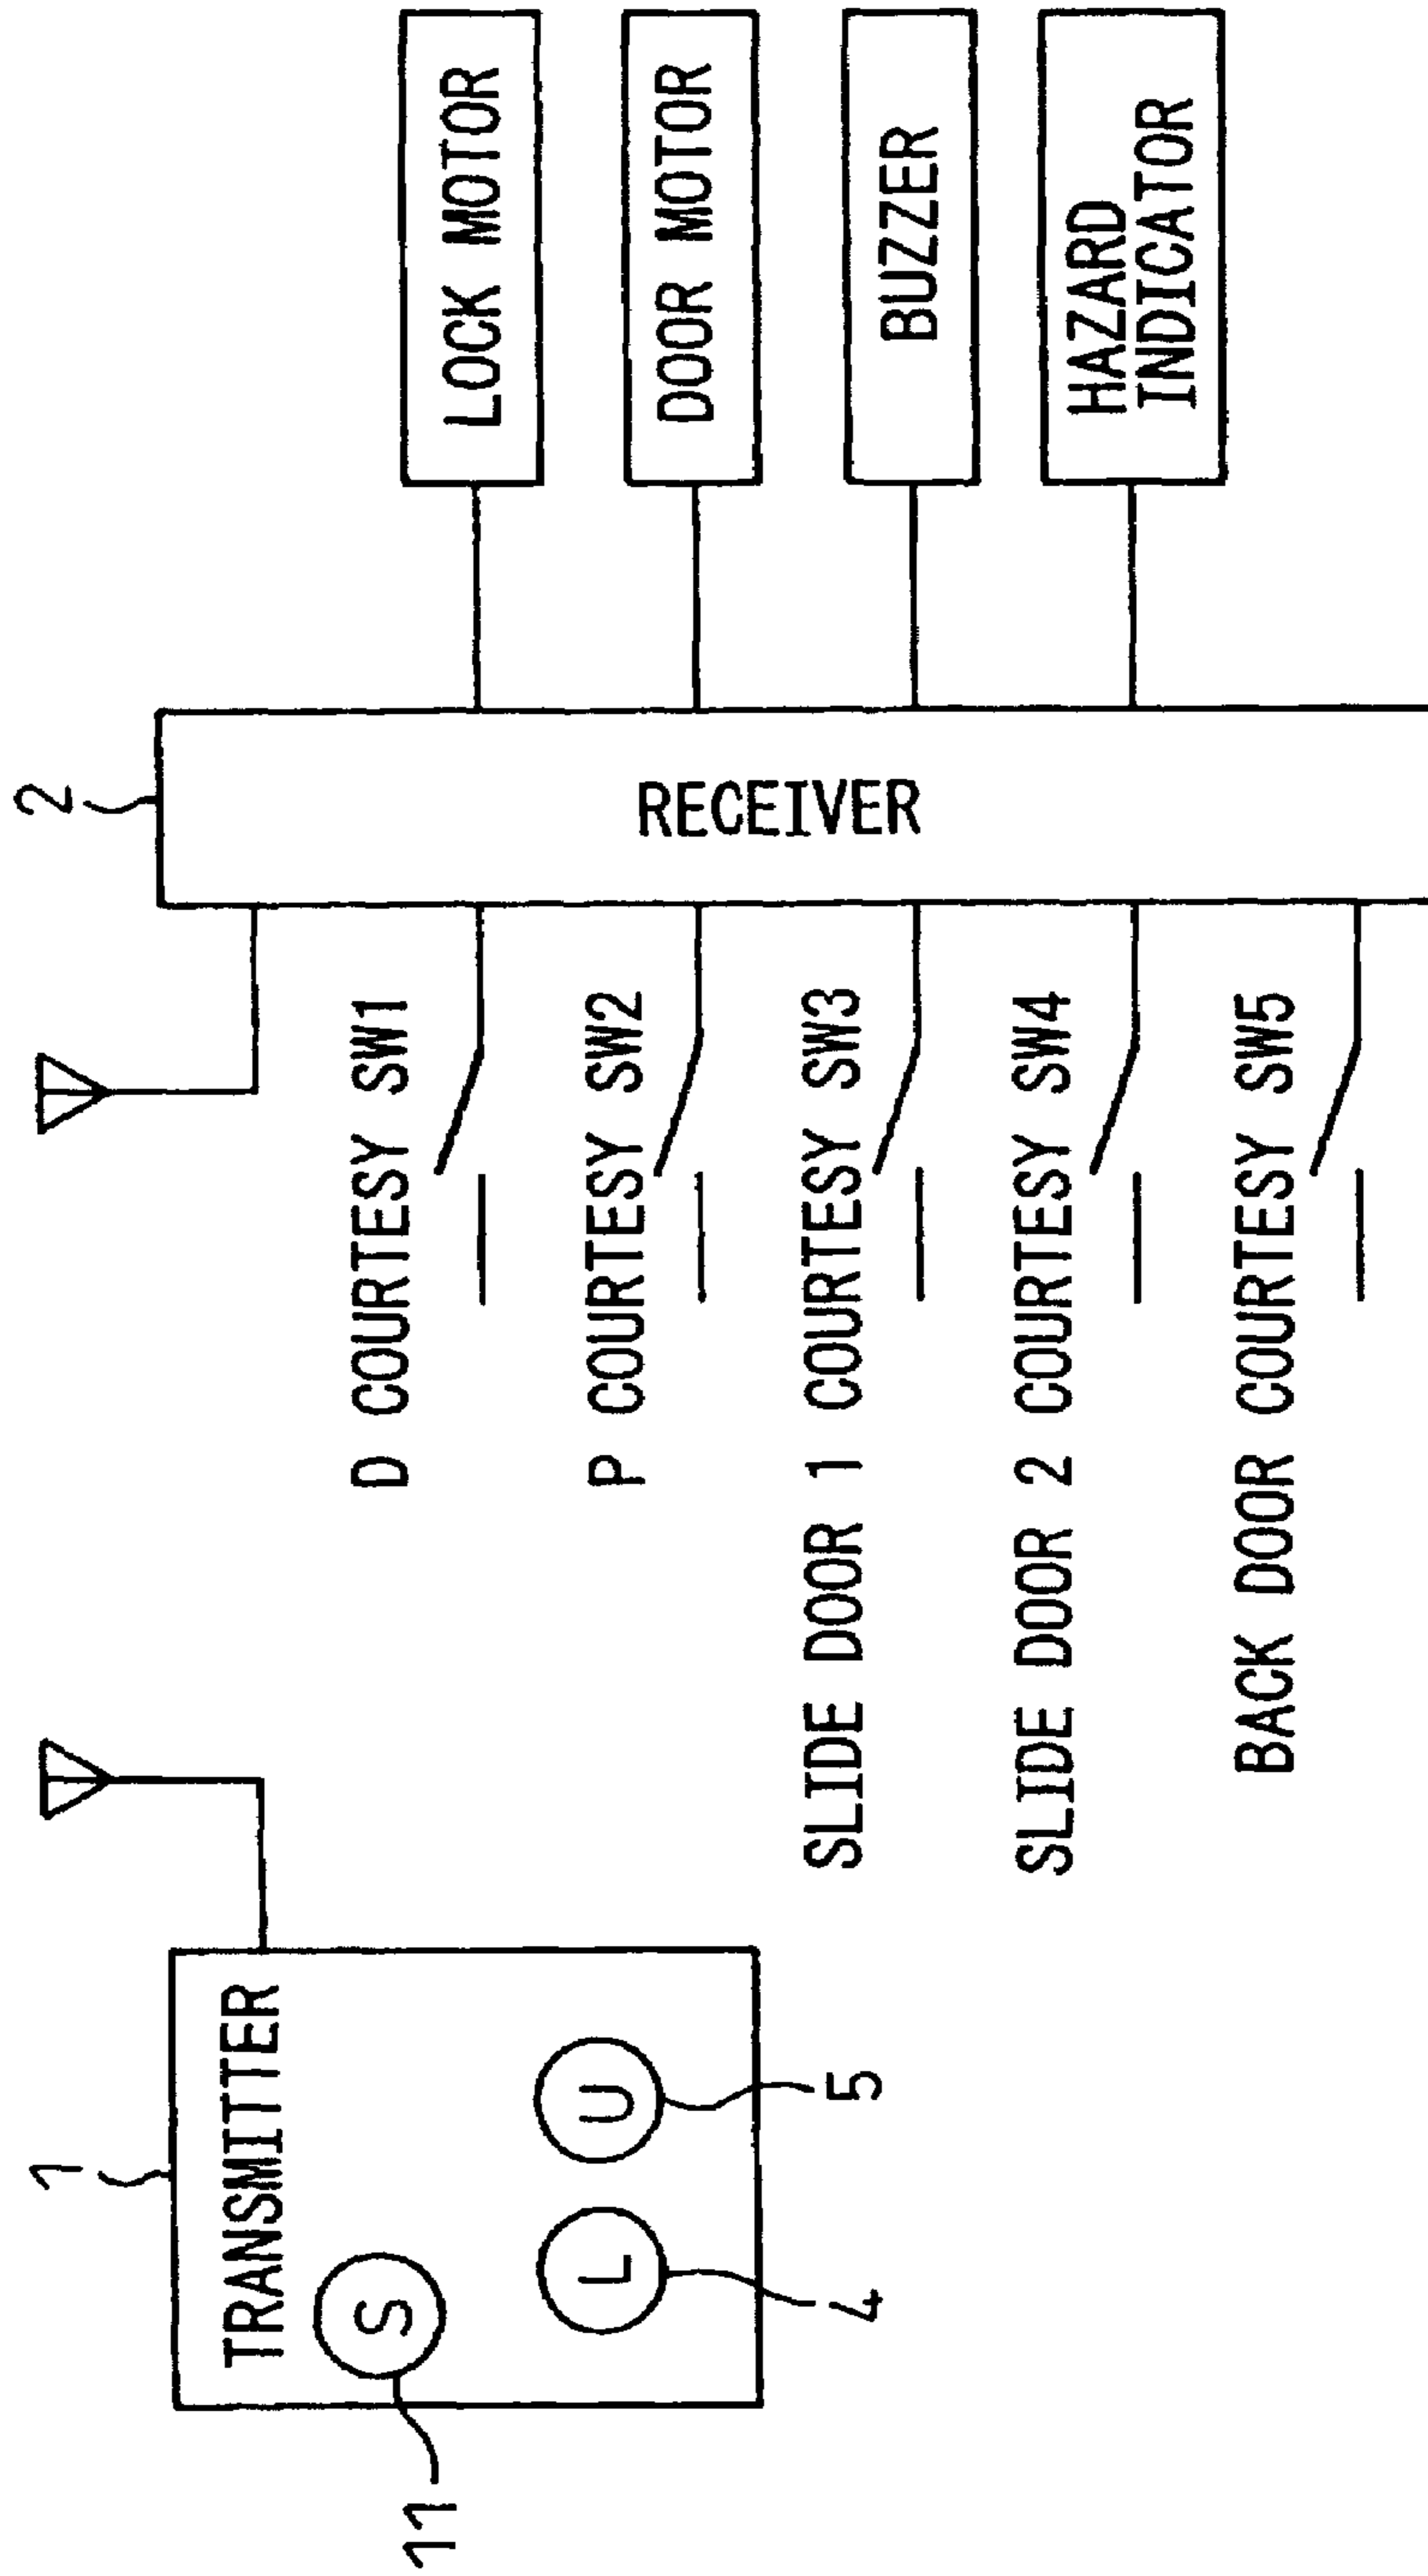 1
TRANSMITTER
S
11
L
4
U
5
2
RECEIVER
D COURTESY SW1
P COURTESY SW2
SLIDE DOOR 1 COURTESY SW3
SLIDE DOOR 2 COURTESY SW4
BACK DOOR COURTESY SW5
LOCK MOTOR
DOOR MOTOR
BUZZER
HAZARD
INDICATOR